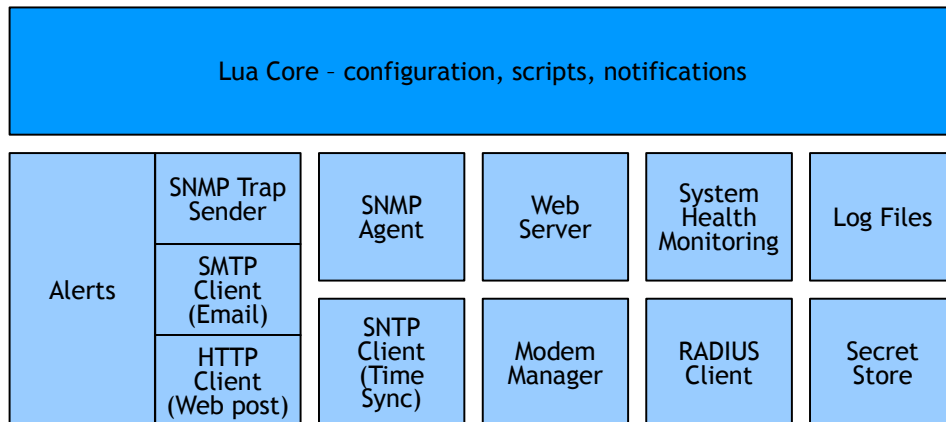 Lua Core – configuration, scripts, notifications
Alerts
SNMP Trap
Sender
SMTP
Client
(Email)
HTTP
Client
(Web post)
SNMP
Agent
Web
Server
System
Health
Monitoring
Log Files
SNTP
Client
(Time
Sync)
Modem
Manager
RADIUS
Client
Secret
Store